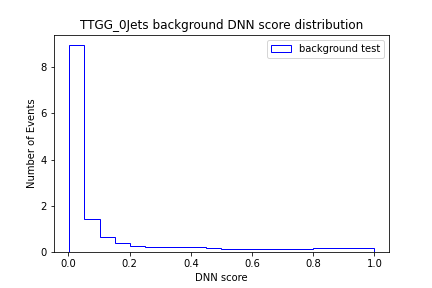 TTGG_0Jets background DNN score distribution
background test
Number of Events
8
6
4
2
0
0.0 0.2 0.4 0.6 0.8 1.0
DNN score